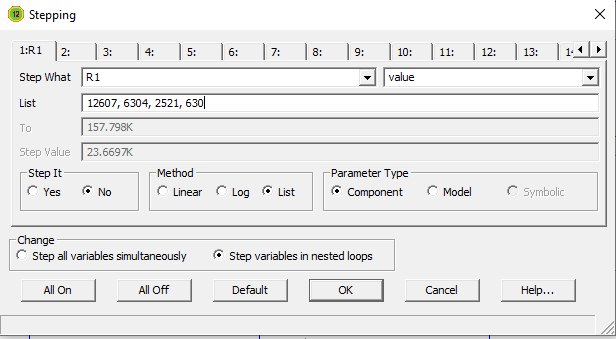 12 Stepping
1:R1 2: 3: 4: 5: 6: 7: 8: 9: 10: 11: 12: 13:
Step What R1 value
List 12607, 6304, 2521, 630
To 157.798K
Step Value 23.6697K
Step It Method Parameter Type
Yes No Linear Log List Component Model Symbolic
Change
Step all variables simultaneously Step variables in nested loops
All On All Off Default OK Cancel Help...